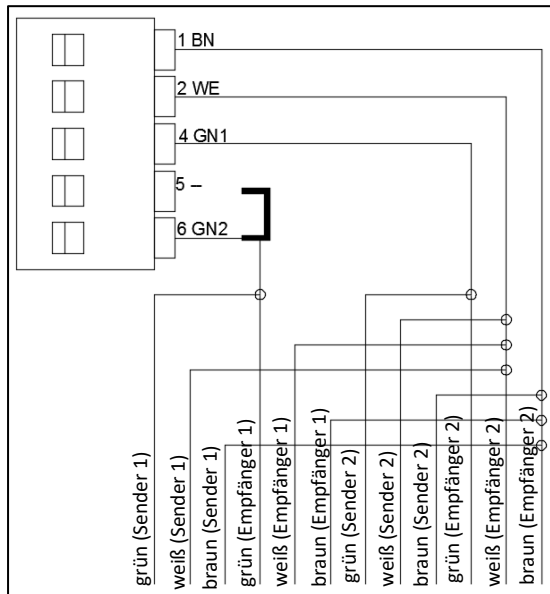 1 BN
2 WE
4 GN1
5 –
6 GN2
grün (Sender 1)
weiß (Sender 1)
braun (Sender 1)
grün (Empfänger 1)
weiß (Empfänger 1)
braun (Empfänger 1)
grün (Sender 2)
weiß (Sender 2)
braun (Sender 2)
grün (Empfänger 2)
weiß (Empfänger 2)
braun (Empfänger 2)